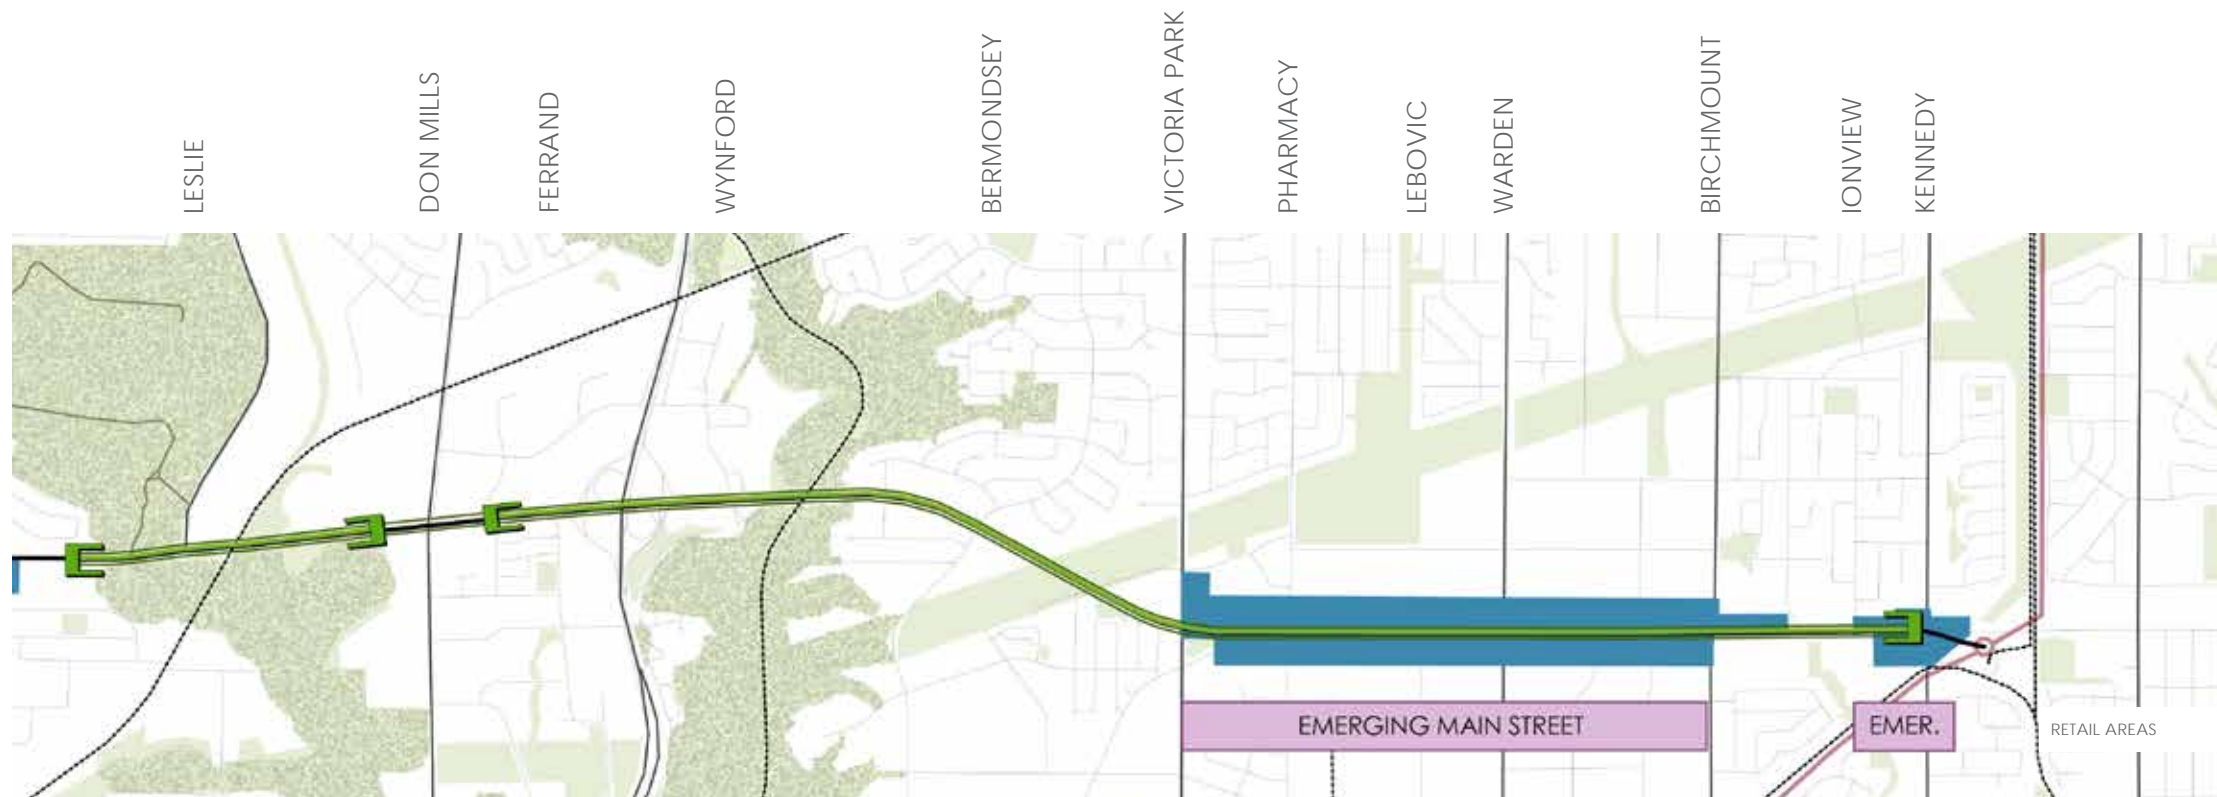 LESLIE
DON MILLS
FERRAND
WYNFORD
BERMONDSEY
VICTORIA PARK
PHARMACY
LEBOVIC
WARDEN
BIRCHMOUNT
IONVIEW
KENNEDY
EMERGING MAIN STREET
EMER.
RETAIL AREAS